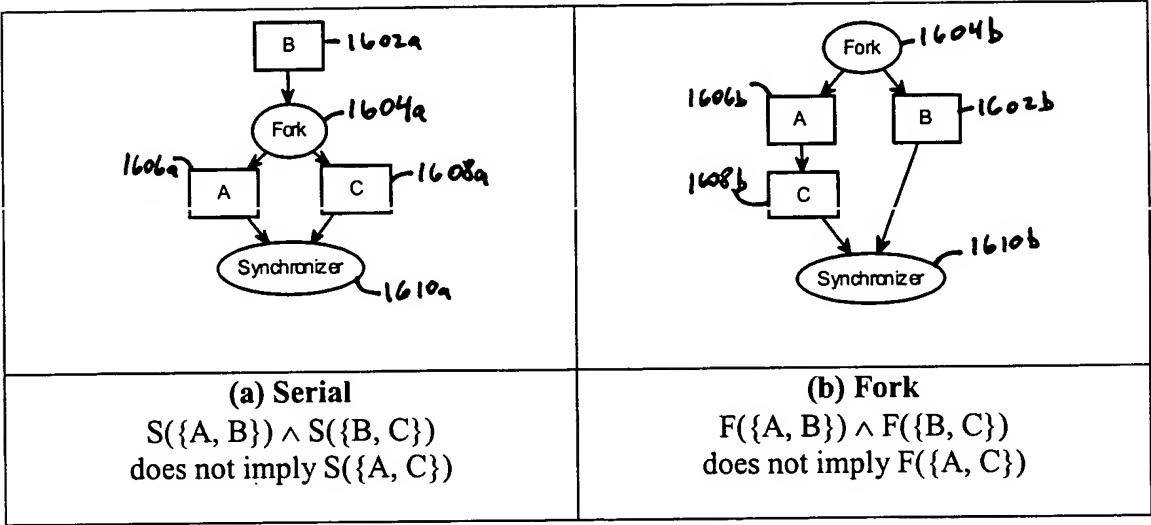 B
1602a
Fork
1604a
1606a
A
C
1608a
Synchronizer
1610a
(a) Serial
S({A, B}) ∧ S({B, C})
does not imply S({A, C})
Fork
1604b
1606b
A
B
1602b
1608b
C
Synchronizer
1610b
(b) Fork
F({A, B}) ∧ F({B, C})
does not imply F({A, C})